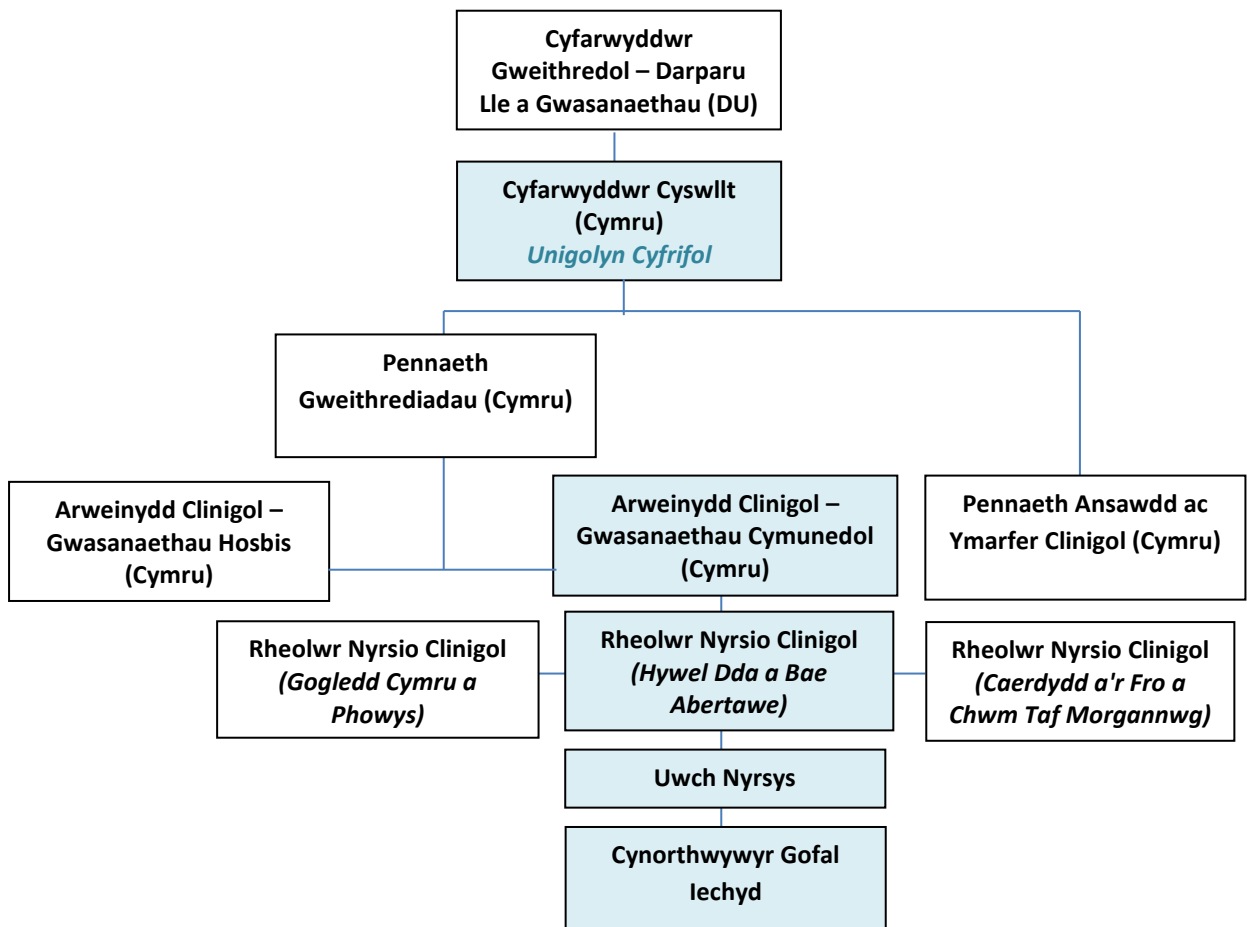 Cyfarwyddwr
Gweithredol – Darparu
Lle a Gwasanaethau (DU)
Cyfarwyddwr Cyswllt
(Cymru)
Unigolyn Cyfrifol
Pennaeth
Gweithrediadau (Cymru)
Arweinydd Clinigol –
Gwasanaethau Hosbis
(Cymru)
Arweinydd Clinigol –
Gwasanaethau Cymunedol
(Cymru)
Pennaeth Ansawdd ac
Ymarfer Clinigol (Cymru)
Rheolwr Nyrsio Clinigol
(Gogledd Cymru a
Phowys)
Rheolwr Nyrsio Clinigol
(Hywel Dda a Bae
Abertawe)
Rheolwr Nyrsio Clinigol
(Caerdydd a'r Fro a
Chwm Taf Morgannwg)
Uwch Nyrsys
Cynorthwywyr Gofal
Iechyd